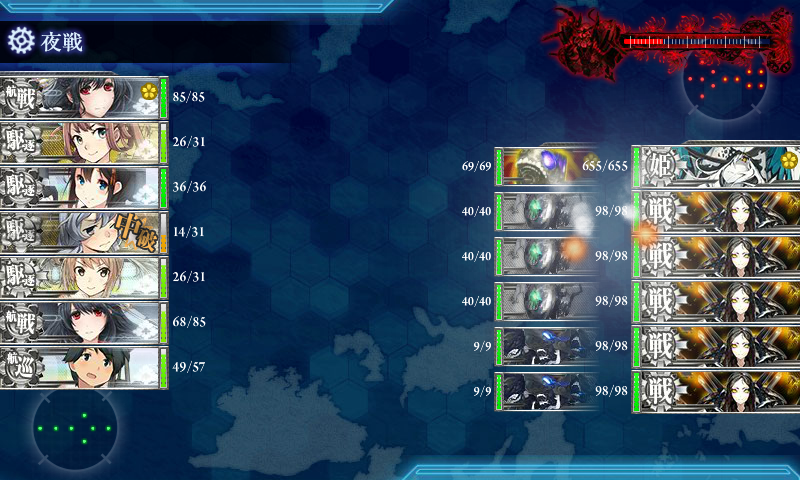 夜戦
航戦 85/85
駆逐 26/31
駆逐 36/36
駆逐 中破 14/31
駆逐 26/31
航戦 68/85
航巡 49/57
69/69 655/655 姫
40/40 98/98 戦
40/40 98/98 戦
40/40 98/98 戦
9/9 98/98 戦
9/9 98/98 戦